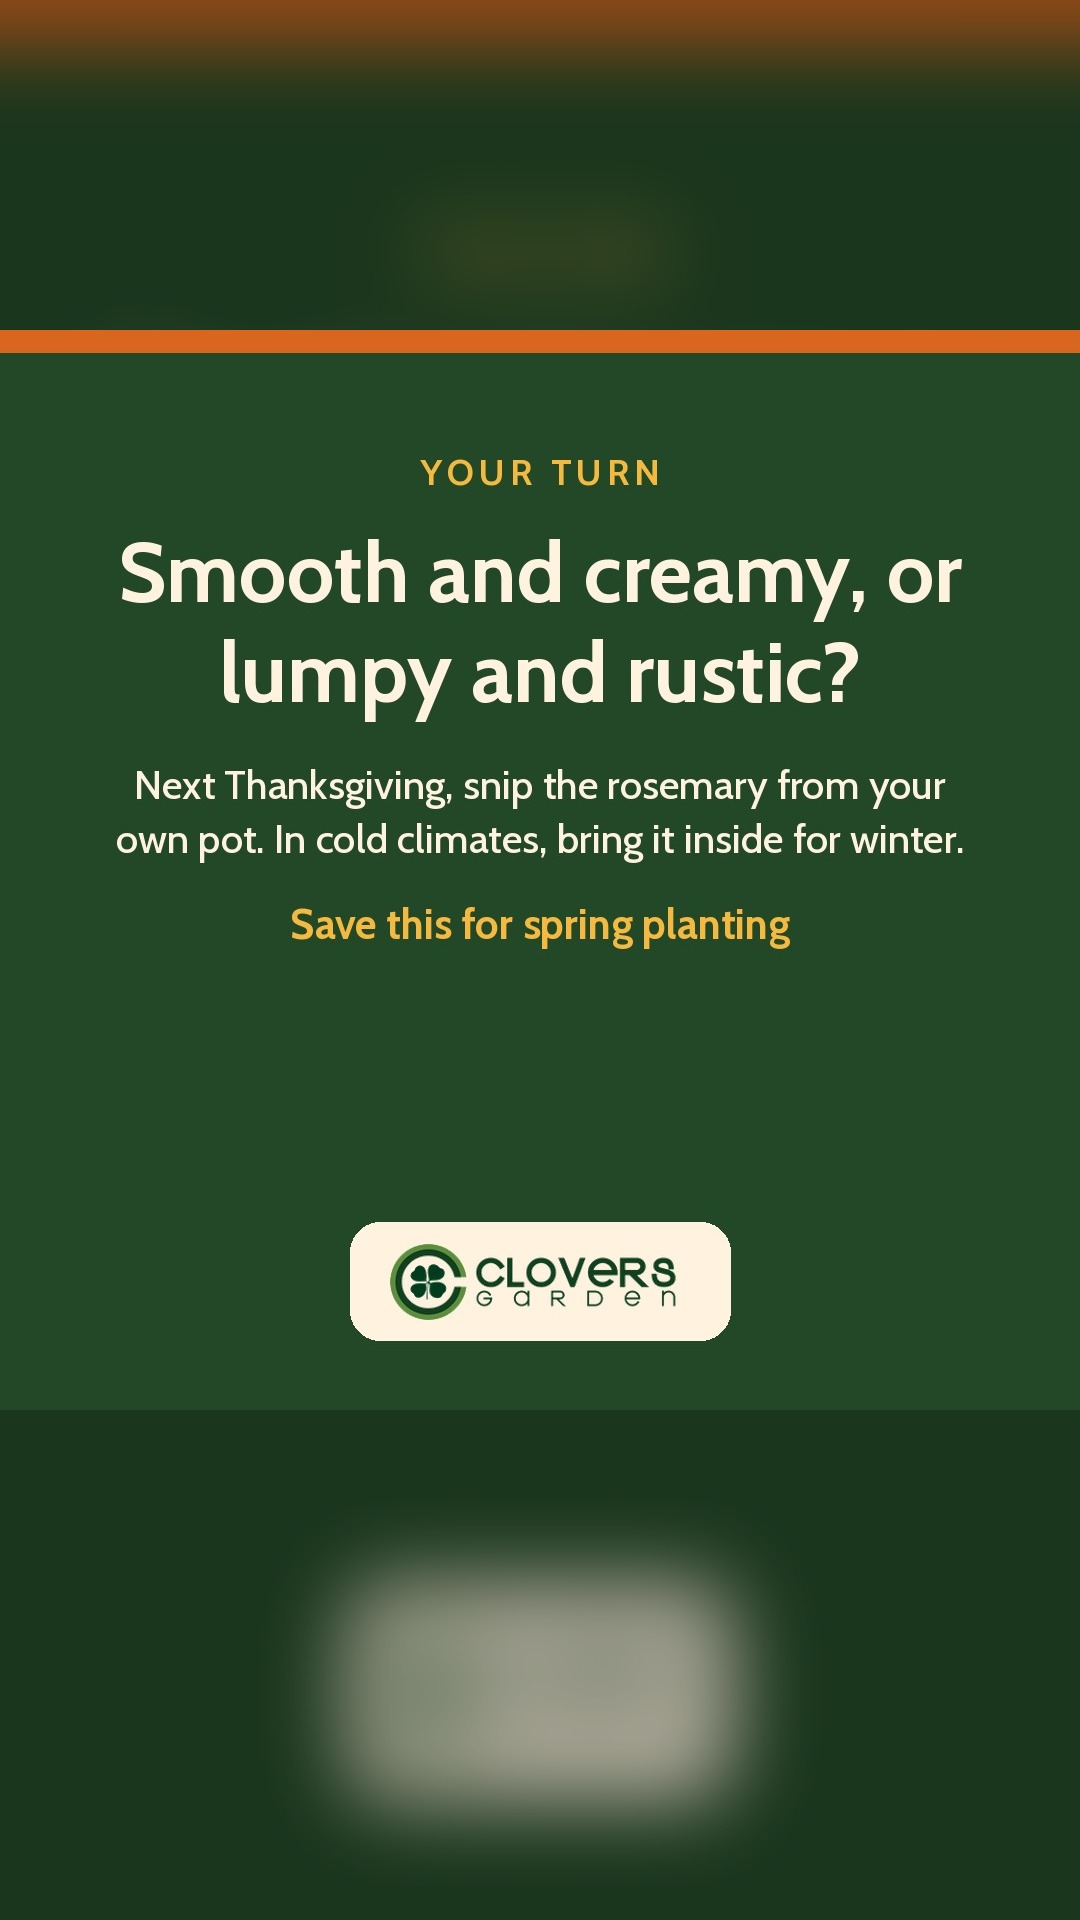 YOUR TURN
Smooth and creamy, or
lumpy and rustic?
Next Thanksgiving, snip the rosemary from your
own pot. In cold climates, bring it inside for winter.
Save this for spring planting
CLOVERS
GARDEN